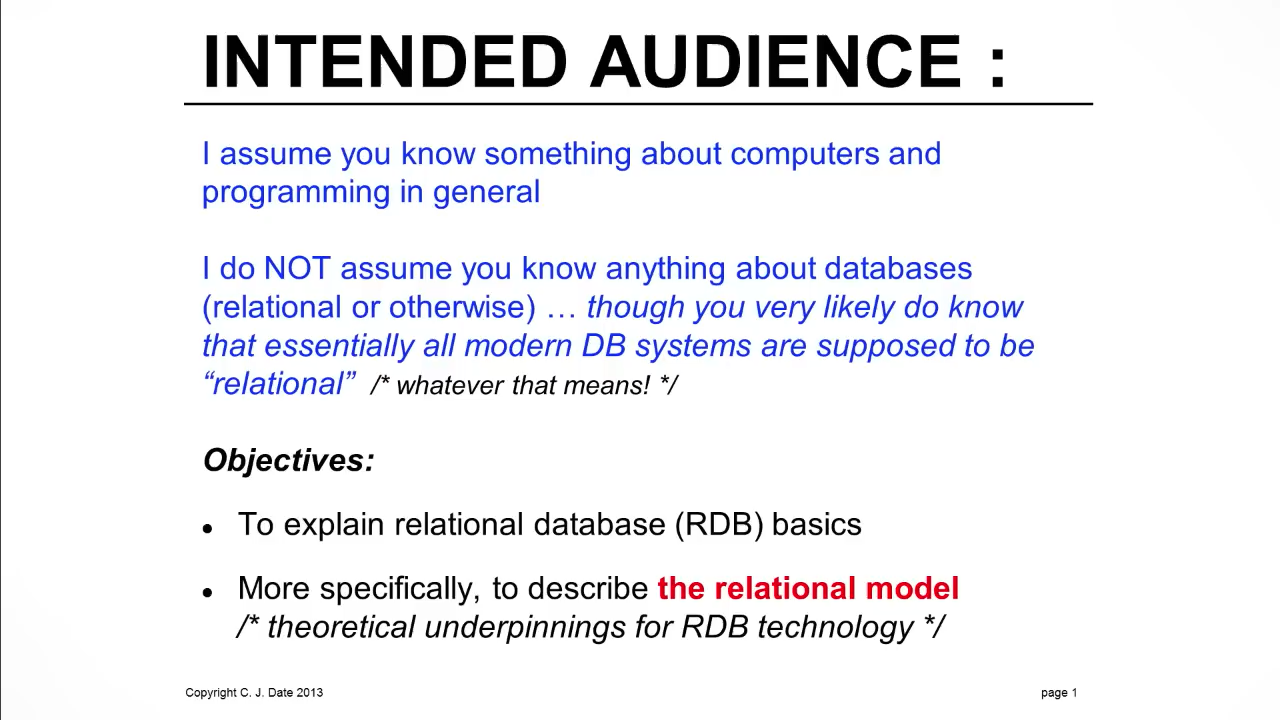 INTENDED AUDIENCE :
I assume you know something about computers and
programming in general
I do NOT assume you know anything about databases
(relational or otherwise) … though you very likely do know
that essentially all modern DB systems are supposed to be
“relational” /* whatever that means! */
Objectives:
• To explain relational database (RDB) basics
• More specifically, to describe the relational model
/* theoretical underpinnings for RDB technology */
Copyright C. J. Date 2013 page 1